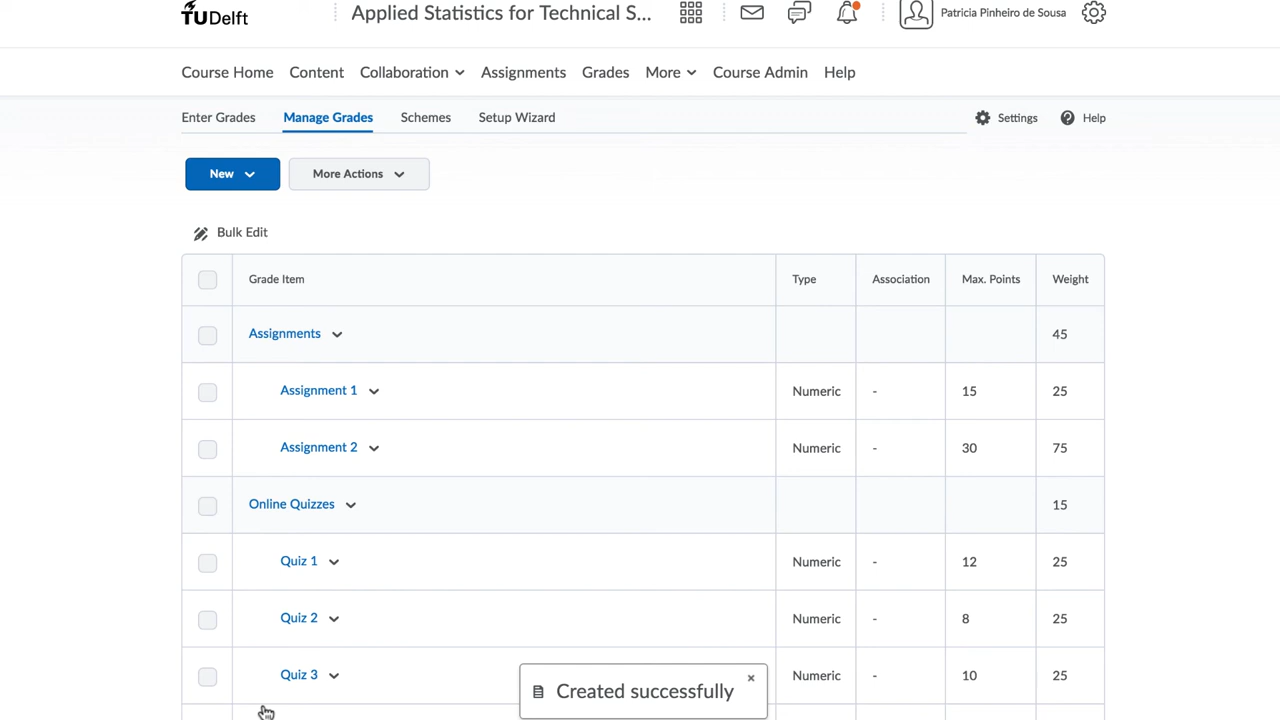 TUDelft
Applied Statistics for Technical S...
Patricia Pinheiro de Sousa
Course Home Content Collaboration Assignments Grades More Course Admin Help
Enter Grades Manage Grades Schemes Setup Wizard Settings Help
New More Actions
Bulk Edit
Grade Item Type Association Max. Points Weight
Assignments 45
Assignment 1 Numeric - 15 25
Assignment 2 Numeric - 30 75
Online Quizzes 15
Quiz 1 Numeric - 12 25
Quiz 2 Numeric - 8 25
Quiz 3 Numeric - 10 25
Created successfully